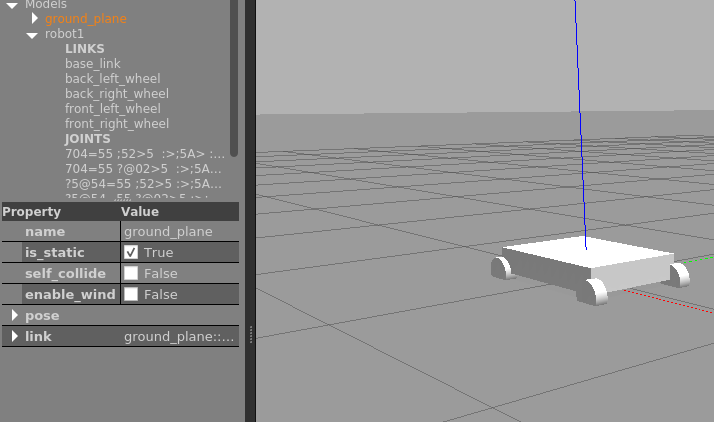 Models
ground_plane
robot1
LINKS
base_link
back_left_wheel
back_right_wheel
front_left_wheel
front_right_wheel
JOINTS
704=55 ;52>5 :>;5A> :...
704=55 ?@02>5 :>;5A...
?5@54=55 ;52>5 :>;5A...
Property Value
name ground_plane
is_static True
self_collide False
enable_wind False
pose
link ground_plane::...